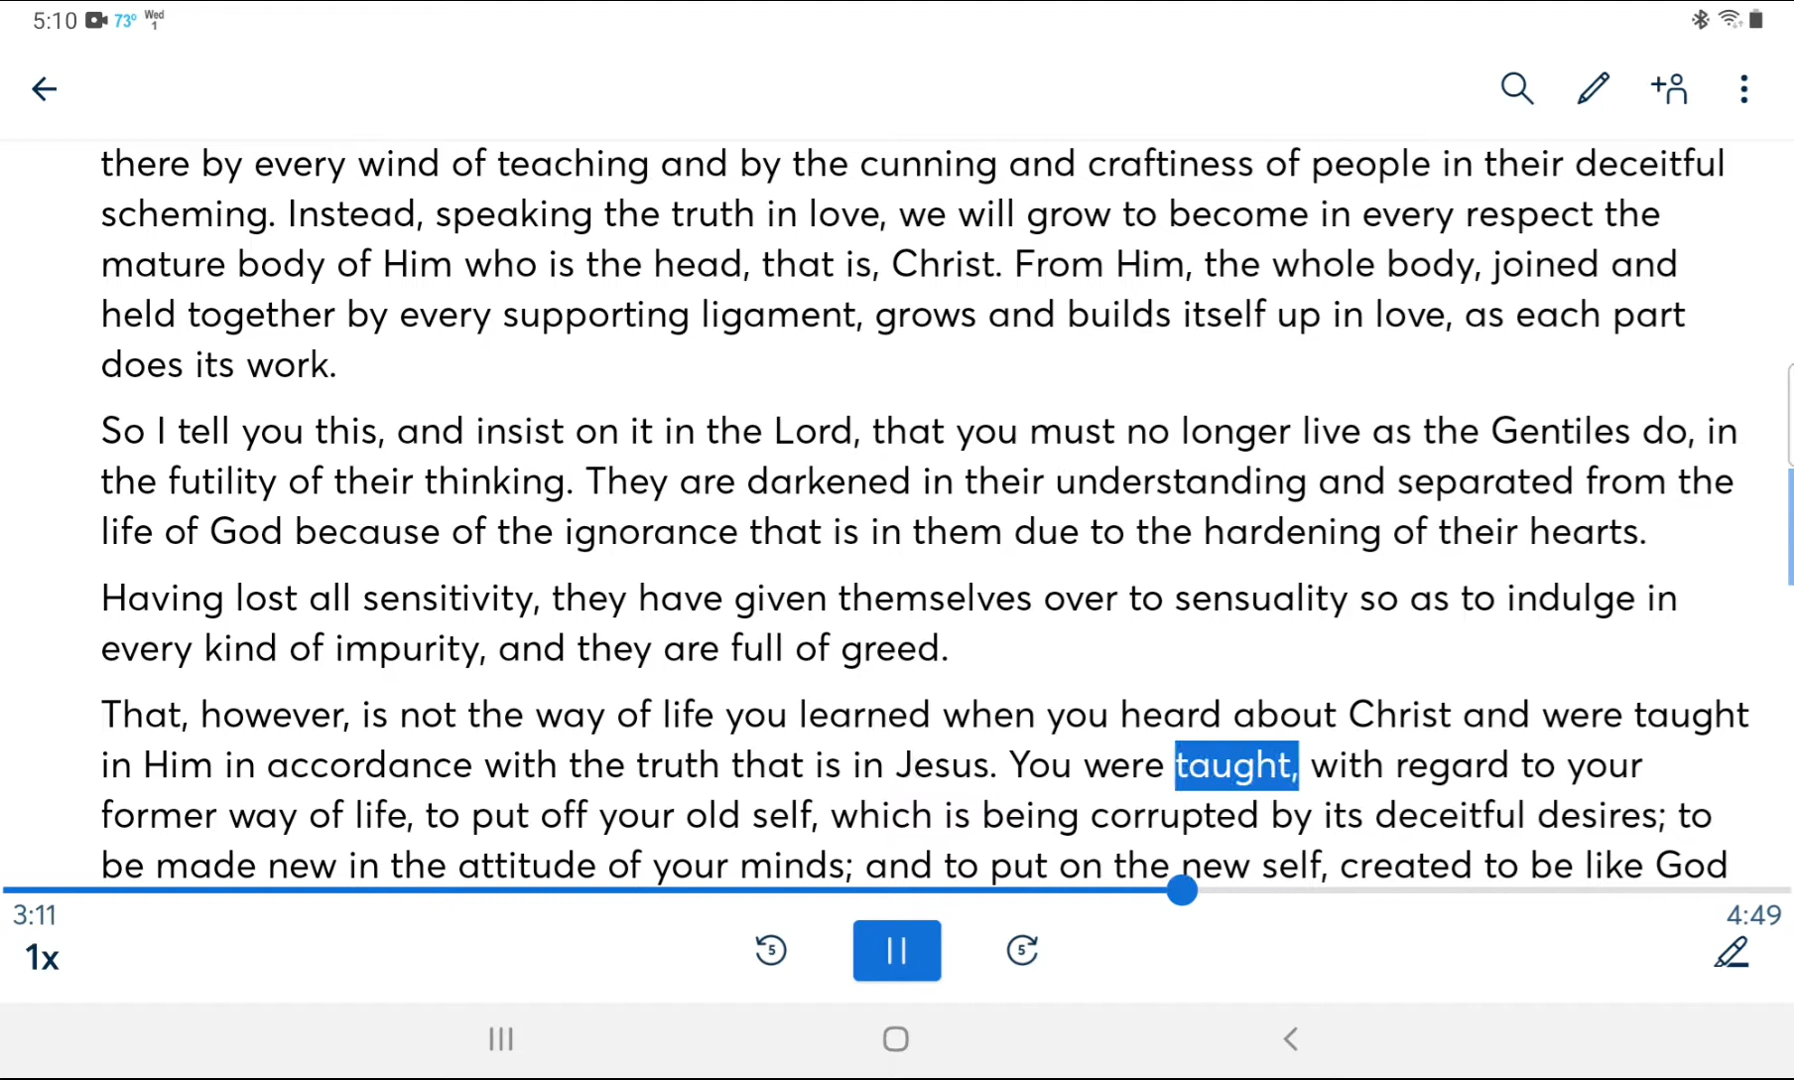 5:10 73° Wed 1
there by every wind of teaching and by the cunning and craftiness of people in their deceitful
scheming. Instead, speaking the truth in love, we will grow to become in every respect the
mature body of Him who is the head, that is, Christ. From Him, the whole body, joined and
held together by every supporting ligament, grows and builds itself up in love, as each part
does its work.
So I tell you this, and insist on it in the Lord, that you must no longer live as the Gentiles do, in
the futility of their thinking. They are darkened in their understanding and separated from the
life of God because of the ignorance that is in them due to the hardening of their hearts.
Having lost all sensitivity, they have given themselves over to sensuality so as to indulge in
every kind of impurity, and they are full of greed.
That, however, is not the way of life you learned when you heard about Christ and were taught
in Him in accordance with the truth that is in Jesus. You were taught, with regard to your
former way of life, to put off your old self, which is being corrupted by its deceitful desires; to
be made new in the attitude of your minds; and to put on the new self, created to be like God
3:11 4:49
1x 5 5